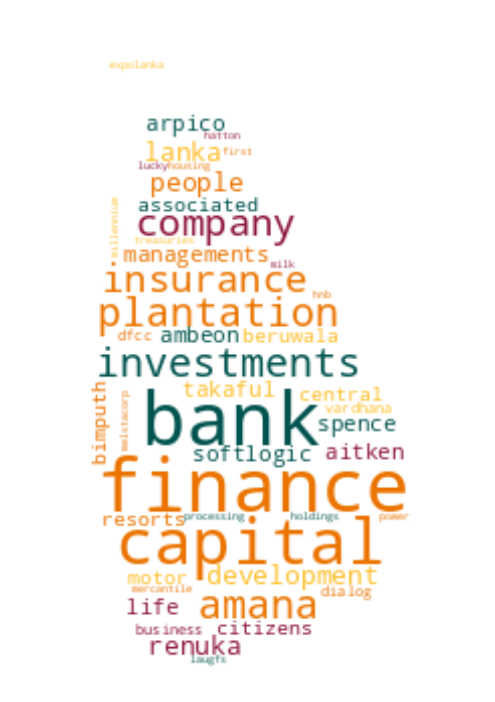 expolanka
arpico
hatton
lanka first
lucky housing
people
associated
millennium
company
treasuries
managements
milk
insurance
hnb
plantation
dfcc ambeon beruwala
investments
takaful central
bimputh
melstacorp
vardhana
bank spence
softlogic aitken
finance
resorts processing holdings power
capital
motor development
mercantile
dialog
life amana
business citizens
renuka
laugfs